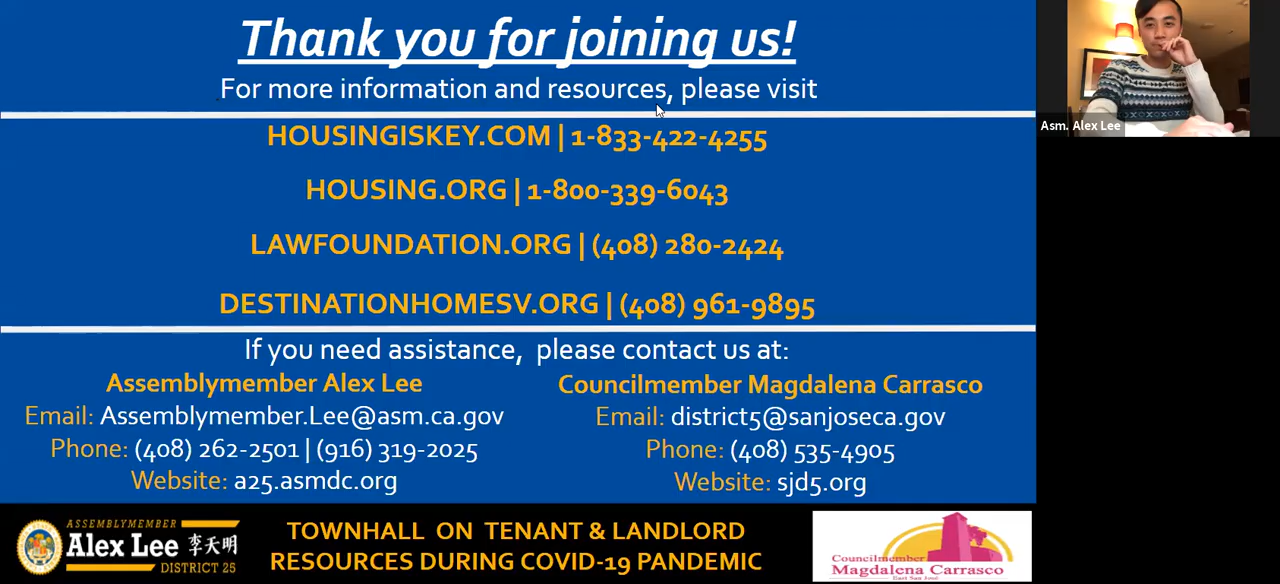 Thank you for joining us!
For more information and resources, please visit
HOUSINGISKEY.COM | 1-833-422-4255
HOUSING.ORG | 1-800-339-6043
LAWFOUNDATION.ORG | (408) 280-2424
DESTINATIONHOMESV.ORG | (408) 961-9895
If you need assistance, please contact us at:
Assemblymember Alex Lee
Email: Assemblymember.Lee@asm.ca.gov
Phone: (408) 262-2501 | (916) 319-2025
Website: a25.asmdc.org
Councilmember Magdalena Carrasco
Email: district5@sanjoseca.gov
Phone: (408) 535-4905
Website: sjd5.org
ASSEMBLYMEMBER
Alex Lee 李天明
DISTRICT 25
TOWNHALL ON TENANT & LANDLORD
RESOURCES DURING COVID-19 PANDEMIC
Councilmember
Magdalena Carrasco
East San José
Asm. Alex Lee